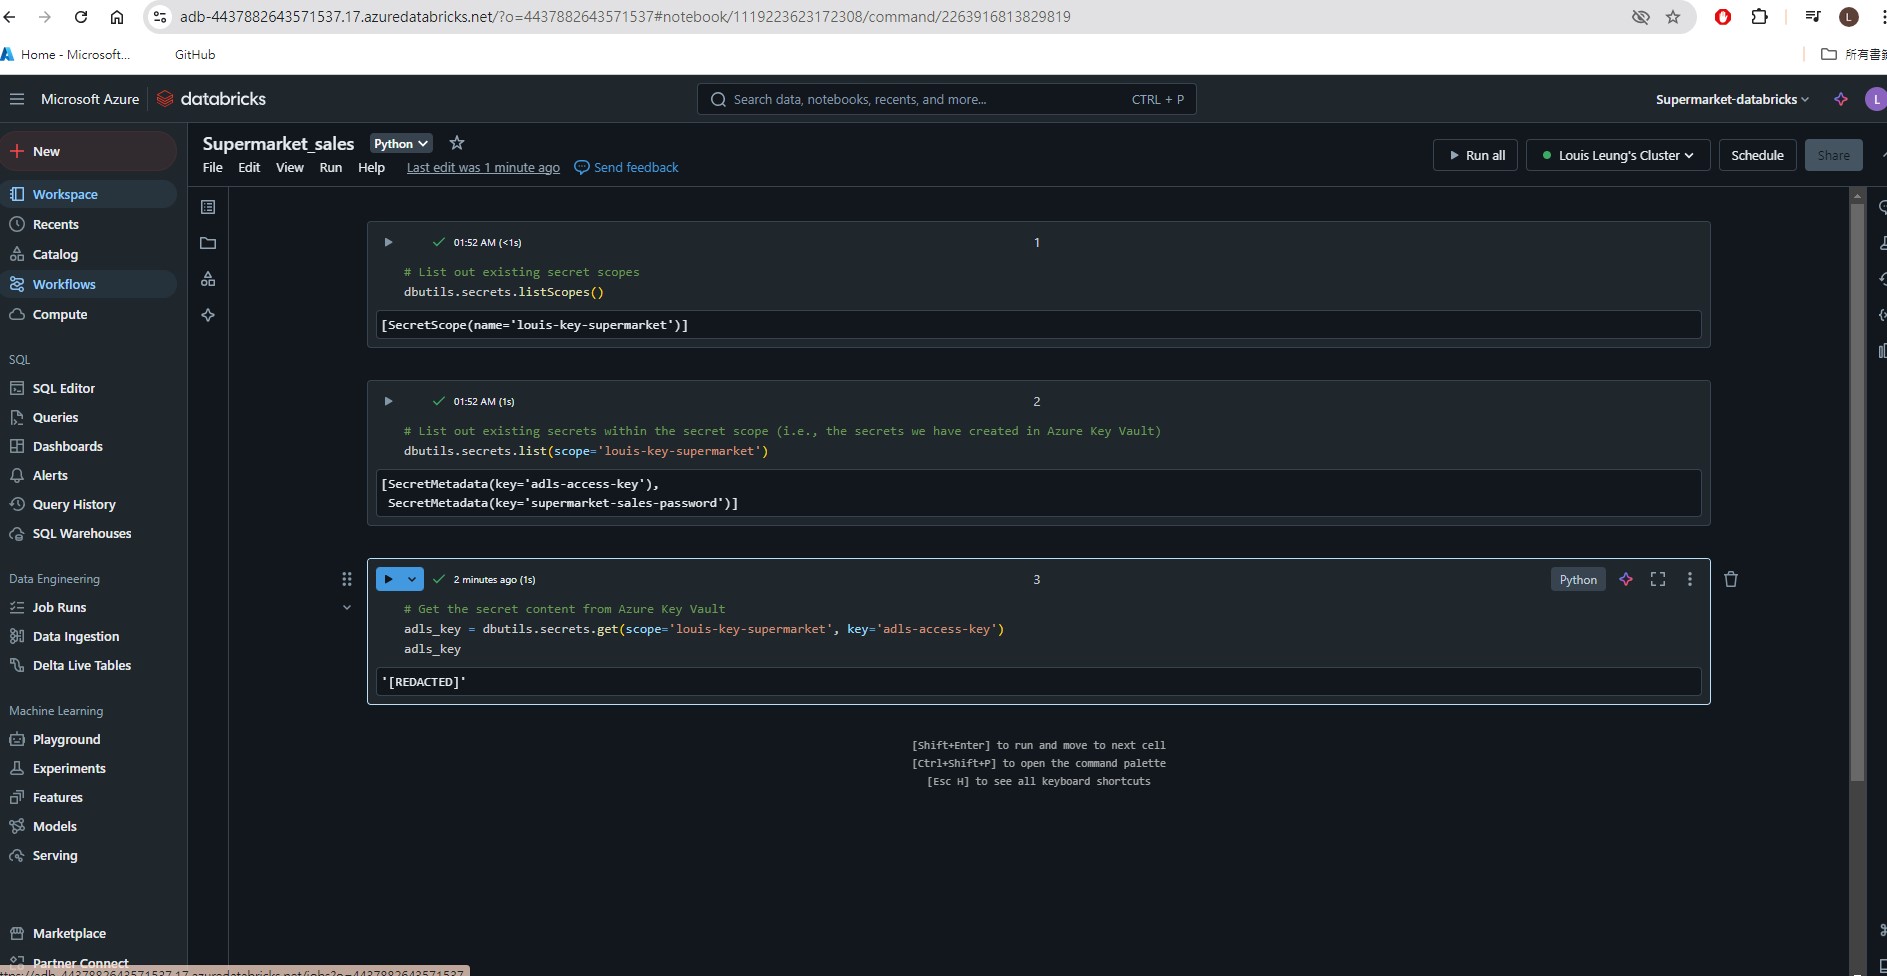 adb-4437882643571537.17.azuredatabricks.net/?o=4437882643571537#notebook/1119223623172308/command/2263916813829819
L
Home - Microsoft...
GitHub
所有書
Microsoft Azure
databricks
Search data, notebooks, recents, and more...
CTRL + P
Supermarket-databricks
L
New
Workspace
Recents
Catalog
Workflows
Compute
SQL
SQL Editor
Queries
Dashboards
Alerts
Query History
SQL Warehouses
Data Engineering
Job Runs
Data Ingestion
Delta Live Tables
Machine Learning
Playground
Experiments
Features
Models
Serving
Marketplace
Partner Connect
ttps://adb-4437882643571537.17.azuredatabricks.net/jobs?o=4437882643571537
Supermarket_sales
Python
File Edit View Run Help Last edit was 1 minute ago Send feedback
Run all
Louis Leung's Cluster
Schedule
Share
01:52 AM (<1s)
1
# List out existing secret scopes
dbutils.secrets.listScopes()
[SecretScope(name='louis-key-supermarket')]
01:52 AM (1s)
2
# List out existing secrets within the secret scope (i.e., the secrets we have created in Azure Key Vault)
dbutils.secrets.list(scope='louis-key-supermarket')
[SecretMetadata(key='adls-access-key'),
SecretMetadata(key='supermarket-sales-password')]
2 minutes ago (1s)
3
Python
# Get the secret content from Azure Key Vault
adls_key = dbutils.secrets.get(scope='louis-key-supermarket', key='adls-access-key')
adls_key
'[REDACTED]'
[Shift+Enter] to run and move to next cell
[Ctrl+Shift+P] to open the command palette
[Esc H] to see all keyboard shortcuts